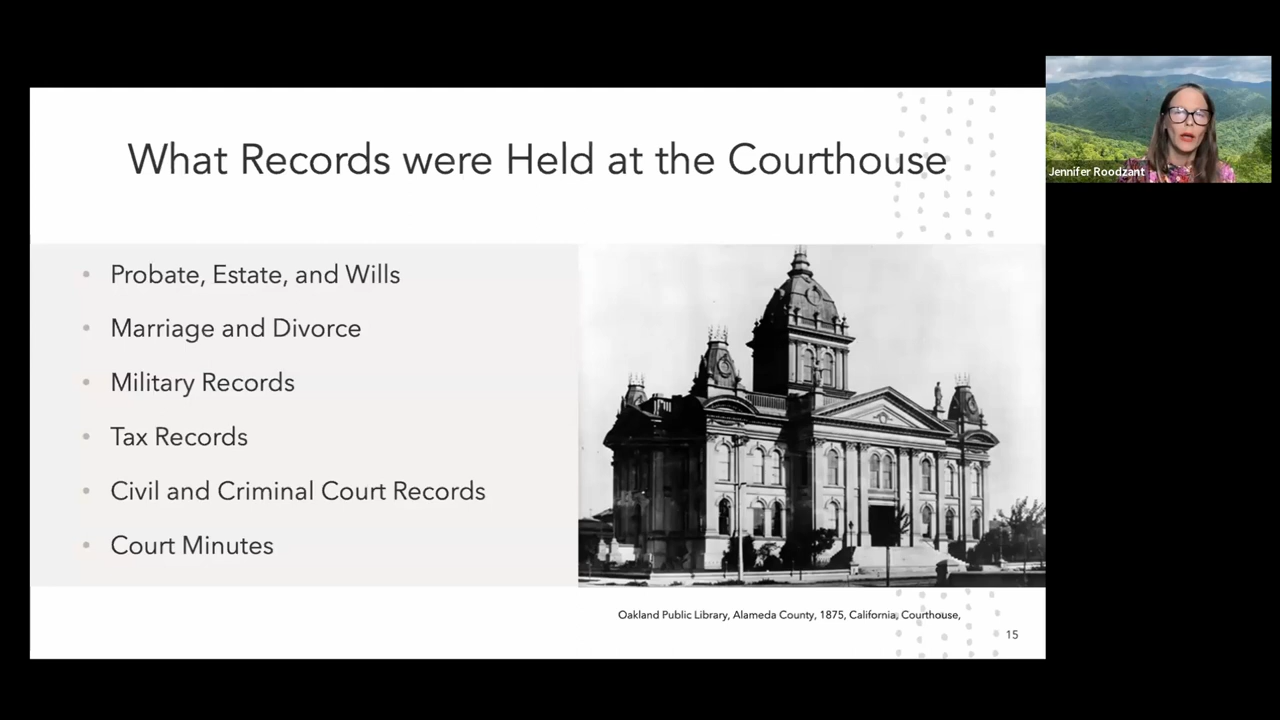 What Records were Held at the Courthouse
Jennifer Roodzant
• Probate, Estate, and Wills
• Marriage and Divorce
• Military Records
• Tax Records
• Civil and Criminal Court Records
• Court Minutes
Oakland Public Library, Alameda County, 1875, California, Courthouse,
15